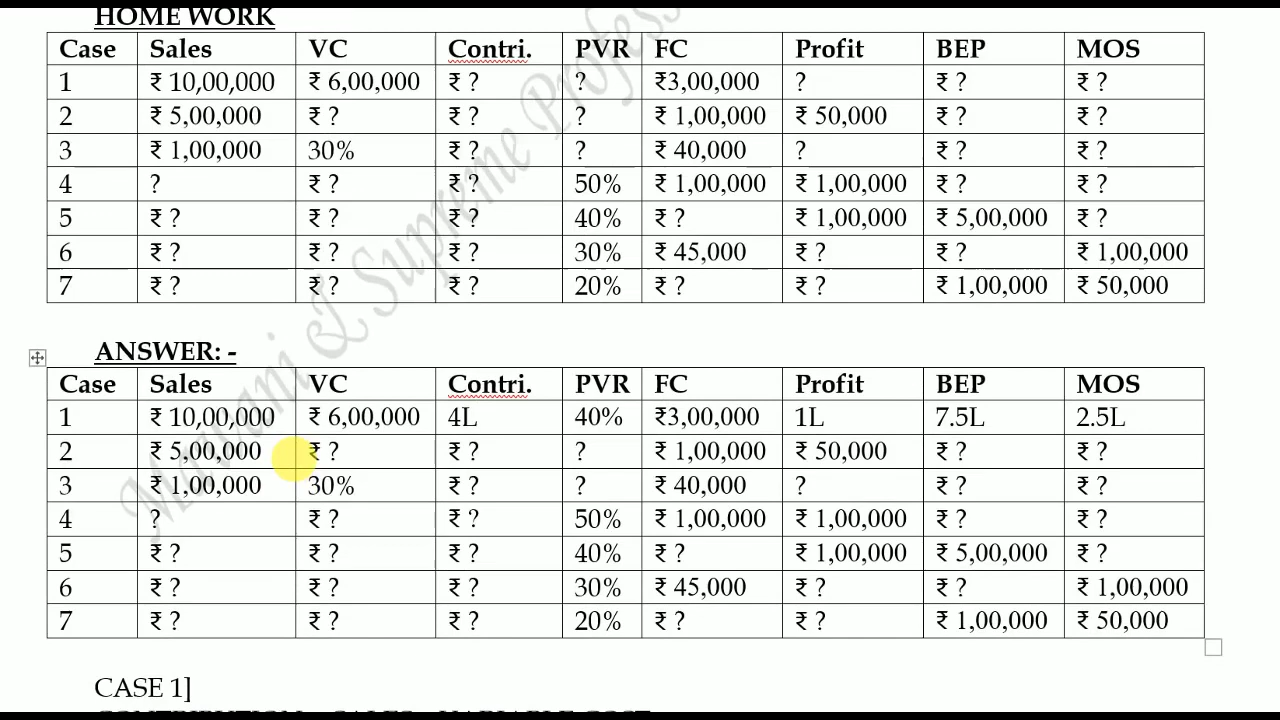 HOME WORK
Case Sales VC Contri. PVR FC Profit BEP MOS
1 ₹ 10,00,000 ₹ 6,00,000 ₹ ? ? ₹3,00,000 ? ₹ ? ₹ ?
2 ₹ 5,00,000 ₹ ? ₹ ? ? ₹ 1,00,000 ₹ 50,000 ₹ ? ₹ ?
3 ₹ 1,00,000 30% ₹ ? ? ₹ 40,000 ? ₹ ? ₹ ?
4 ? ₹ ? ₹ ? 50% ₹ 1,00,000 ₹ 1,00,000 ₹ ? ₹ ?
5 ₹ ? ₹ ? ₹ ? 40% ₹ ? ₹ 1,00,000 ₹ 5,00,000 ₹ ?
6 ₹ ? ₹ ? ₹ ? 30% ₹ 45,000 ₹ ? ₹ ? ₹ 1,00,000
7 ₹ ? ₹ ? ₹ ? 20% ₹ ? ₹ ? ₹ 1,00,000 ₹ 50,000
ANSWER: -
Case Sales VC Contri. PVR FC Profit BEP MOS
1 ₹ 10,00,000 ₹ 6,00,000 4L 40% ₹3,00,000 1L 7.5L 2.5L
2 ₹ 5,00,000 ₹ ? ₹ ? ? ₹ 1,00,000 ₹ 50,000 ₹ ? ₹ ?
3 ₹ 1,00,000 30% ₹ ? ? ₹ 40,000 ? ₹ ? ₹ ?
4 ? ₹ ? ₹ ? 50% ₹ 1,00,000 ₹ 1,00,000 ₹ ? ₹ ?
5 ₹ ? ₹ ? ₹ ? 40% ₹ ? ₹ 1,00,000 ₹ 5,00,000 ₹ ?
6 ₹ ? ₹ ? ₹ ? 30% ₹ 45,000 ₹ ? ₹ ? ₹ 1,00,000
7 ₹ ? ₹ ? ₹ ? 20% ₹ ? ₹ ? ₹ 1,00,000 ₹ 50,000
CASE 1]
CONTRIBUTION = SALES - VARIABLE COST
Mawani & Supreme